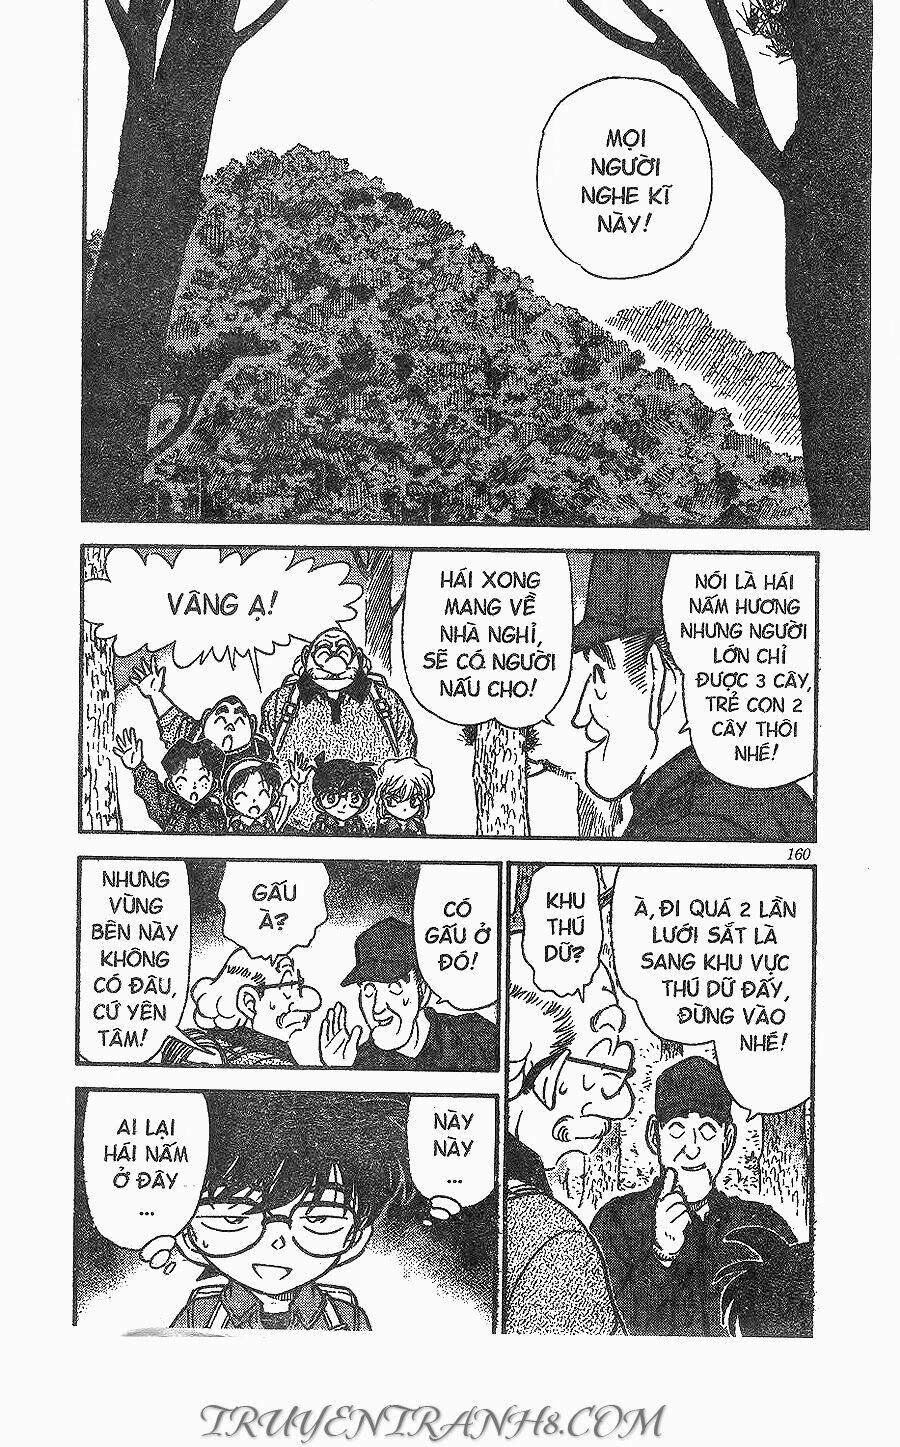 MỌI
NGƯỜI
NGHE KĨ
NÀY!
NÓI LÀ HÁI
NẤM HƯƠNG
NHƯNG NGƯỜI
LỚN CHỈ
ĐƯỢC 3 CÂY,
TRẺ CON 2
CÂY THÔI
NHÉ!
HÁI XONG
MANG VỀ
NHÀ NGHỈ,
SẼ CÓ NGƯỜI
NẤU CHO!
VÂNG Ạ!
160
À, ĐI QUÁ 2 LẦN
LƯỚI SẮT LÀ
SANG KHU VỰC
THÚ DỮ ĐẤY,
ĐỪNG VÀO
NHÉ!
KHU
THÚ
DỮ?
CÓ
GẤU Ở
ĐÓ!
GẤU
À?
NHƯNG
VÙNG
BÊN NÀY
KHÔNG
CÓ ĐÂU,
CỨ YÊN
TÂM!
NÀY
NÀY
...
AI LẠI
HÁI NẤM
Ở ĐÂY
...
TRUYENTRANH8.COM